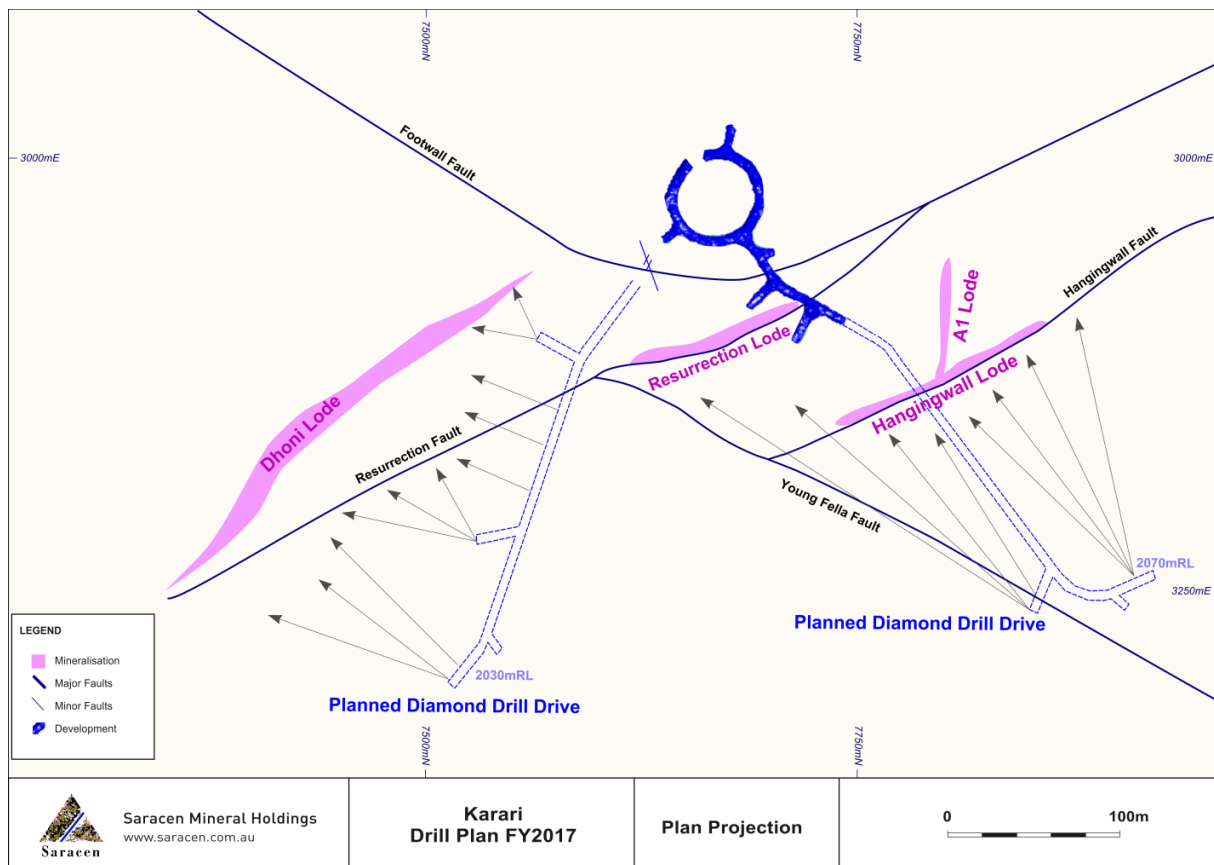 7500mN
7750mN
3000mE
3000mE
Footwall Fault
Hangingwall Fault
A1 Lode
Resurrection Lode
Hangingwall Lode
Dhoni Lode
Resurrection Fault
Young Fella Fault
2070mRL
3250mE
Planned Diamond Drill Drive
2030mRL
Planned Diamond Drill Drive
LEGEND
Mineralisation
Major Faults
Minor Faults
Development
7500mN
7750mN
Saracen
Saracen Mineral Holdings
www.saracen.com.au
Karari
Drill Plan FY2017
Plan Projection
0
100m